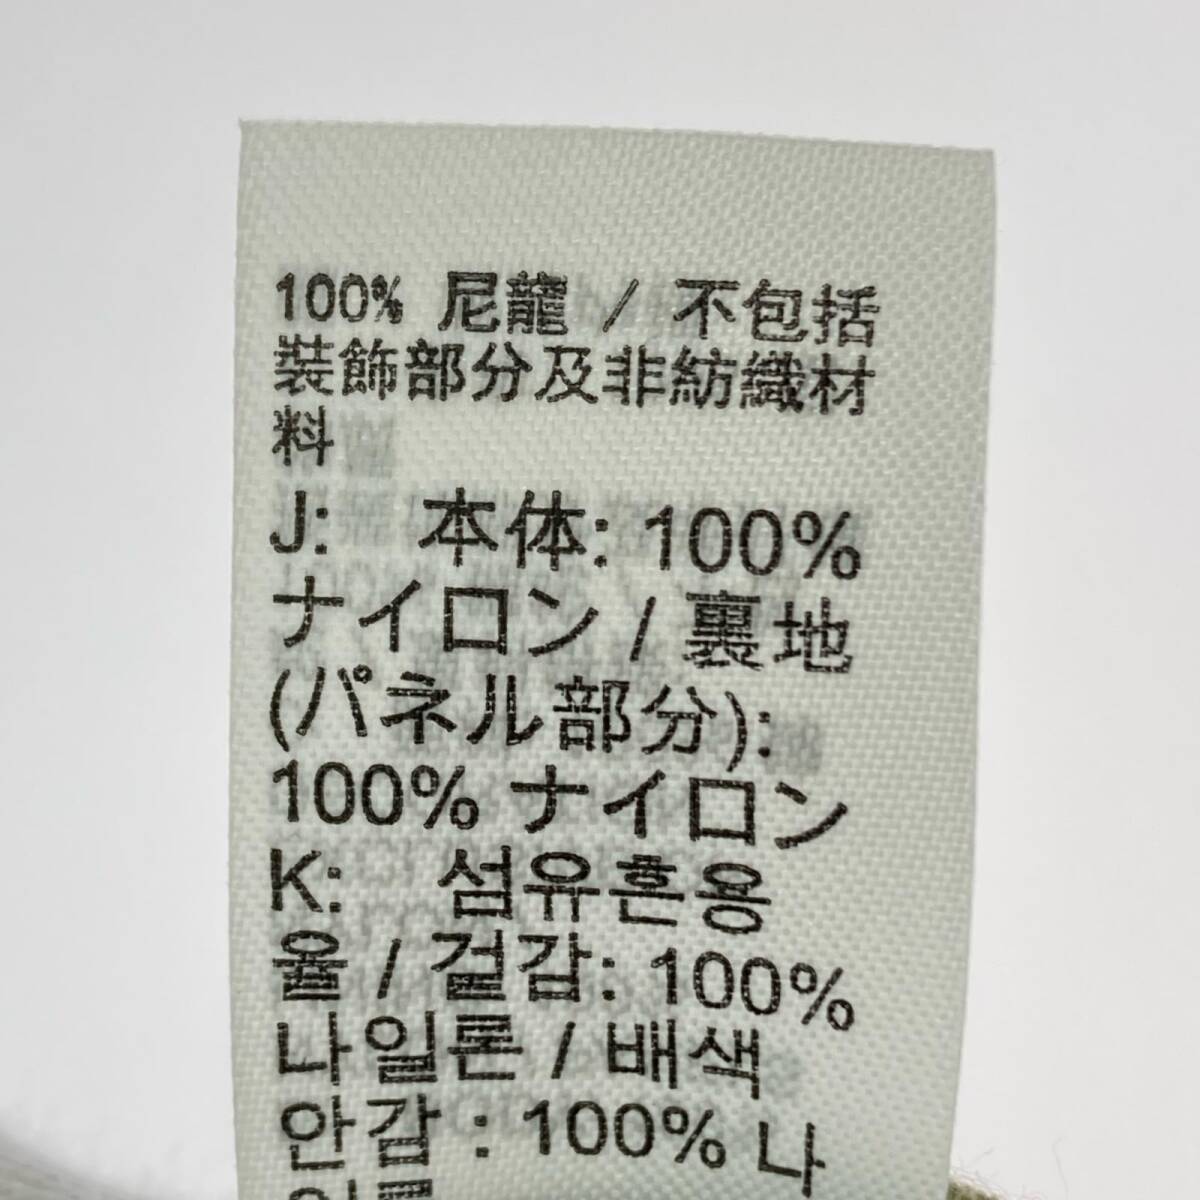 100% 尼龍 / 不包括
裝飾部分及非紡織材
料
J: 本体: 100%
ナイロン / 裏地
(パネル部分):
100% ナイロン
K: 섬유혼용
율 / 겉감: 100%
나일론 / 배색
안감 : 100% 나